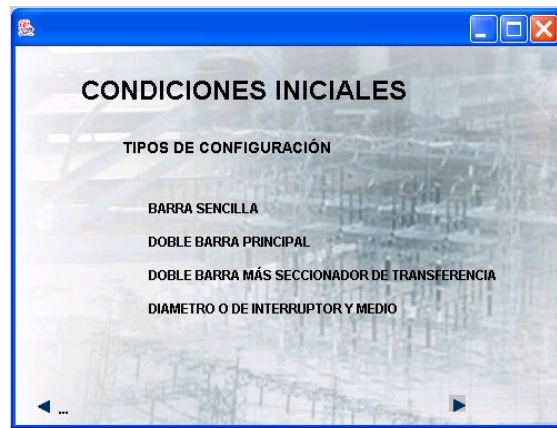 CONDICIONES INICIALES
TIPOS DE CONFIGURACIÓN
BARRA SENCILLA
DOBLE BARRA PRINCIPAL
DOBLE BARRA MÁS SECCIONADOR DE TRANSFERENCIA
DIAMETRO O DE INTERRUPTOR Y MEDIO
...